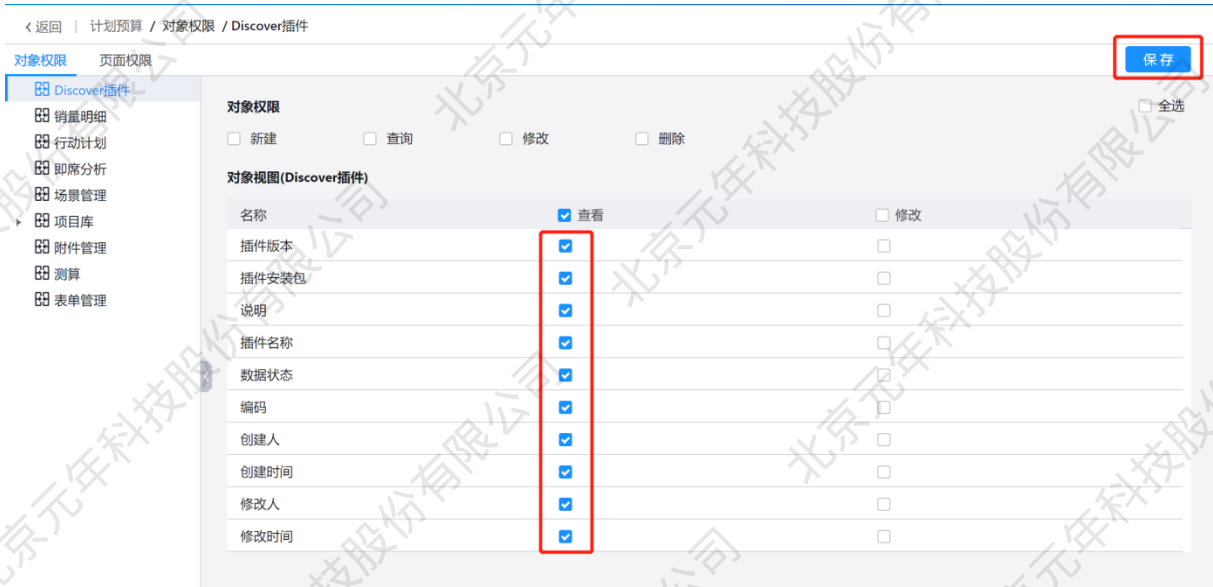 返回 | 计划预算 / 对象权限 / Discover插件
对象权限 页面权限 保存
Discover插件
销量明细
行动计划
即席分析
场景管理
项目库
附件管理
测算
表单管理
对象权限 全选
新建 查询 修改 删除
对象视图(Discover插件)
名称 查看 修改
插件版本
插件安装包
说明
插件名称
数据状态
编码
创建人
创建时间
修改人
修改时间
北京元年科技股份有限公司